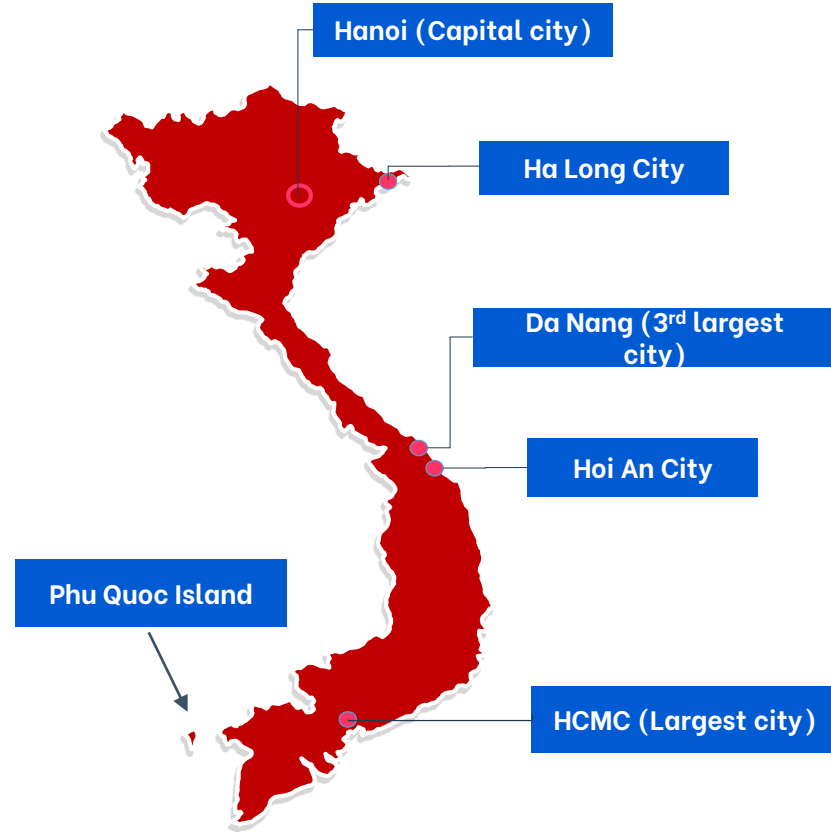 Hanoi (Capital city)
Ha Long City
Da Nang (3rd largest
city)
Hoi An City
Phu Quoc Island
HCMC (Largest city)